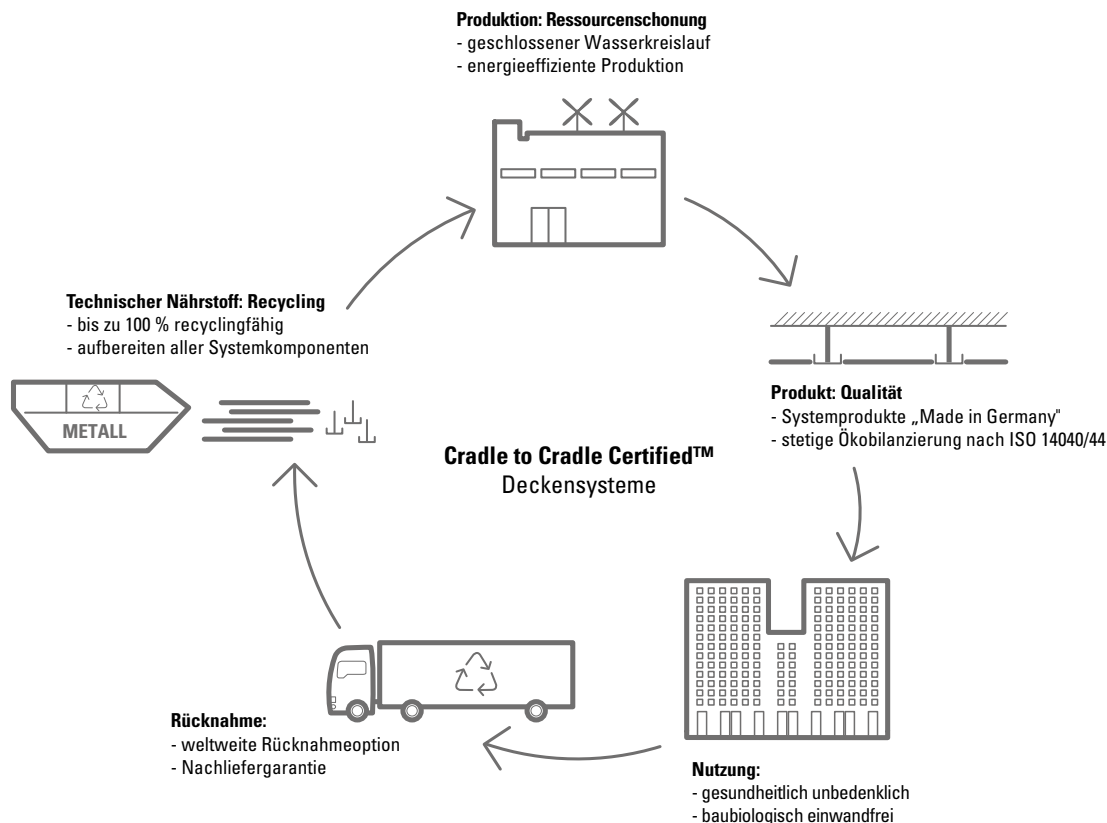 Produktion: Ressourcenschonung
- geschlossener Wasserkreislauf
- energieeffiziente Produktion
Technischer Nährstoff: Recycling
- bis zu 100 % recyclingfähig
- aufbereiten aller Systemkomponenten
METALL
Produkt: Qualität
- Systemprodukte „Made in Germany"
- stetige Ökobilanzierung nach ISO 14040/44
Cradle to Cradle Certified™
Deckensysteme
Rücknahme:
- weltweite Rücknahmeoption
- Nachliefergarantie
Nutzung:
- gesundheitlich unbedenklich
- baubiologisch einwandfrei